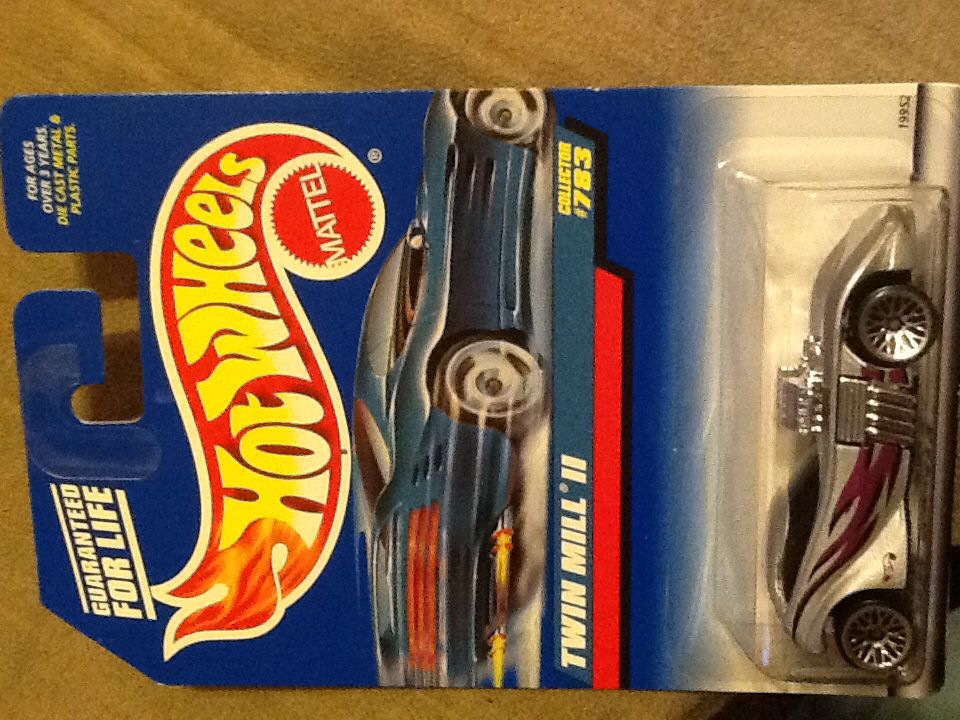 GUARANTEED
FOR LIFE
FOR AGES
OVER 3 YEARS.
DIE CAST METAL &
PLASTIC PARTS.
Hot Wheels
MATTEL
®
TWIN MILL® II
COLLECTOR
#783
19952